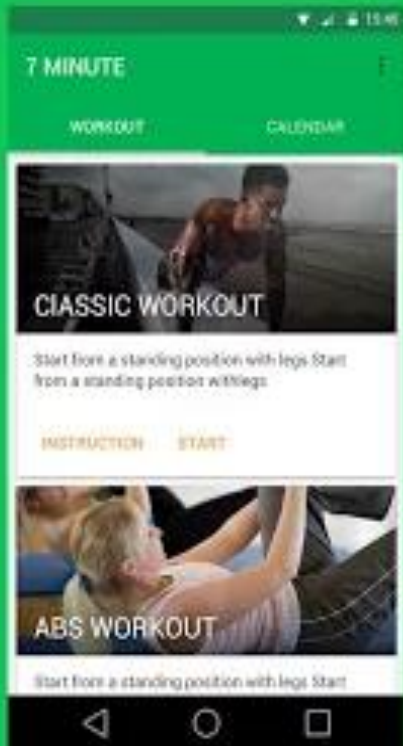 15:46
7 MINUTE
WORKOUT CALENDAR
ClASSIC WORKOUT
Start from a standing position with legs Start
from a standing position withlegs
INSTRUCTION START
ABS WORKOUT
Start from a standing position with legs Start